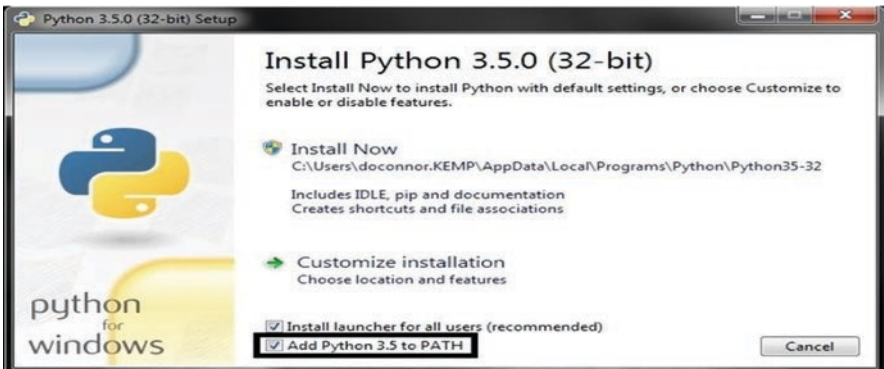 Python 3.5.0 (32-bit) Setup
Install Python 3.5.0 (32-bit)
Select Install Now to install Python with default settings, or choose Customize to
enable or disable features.
Install Now
C:\Users\doconnor.KEMP\AppData\Local\Programs\Python\Python35-32
Includes IDLE, pip and documentation
Creates shortcuts and file associations
Customize installation
Choose location and features
python
for
windows
Install launcher for all users (recommended)
Add Python 3.5 to PATH
Cancel